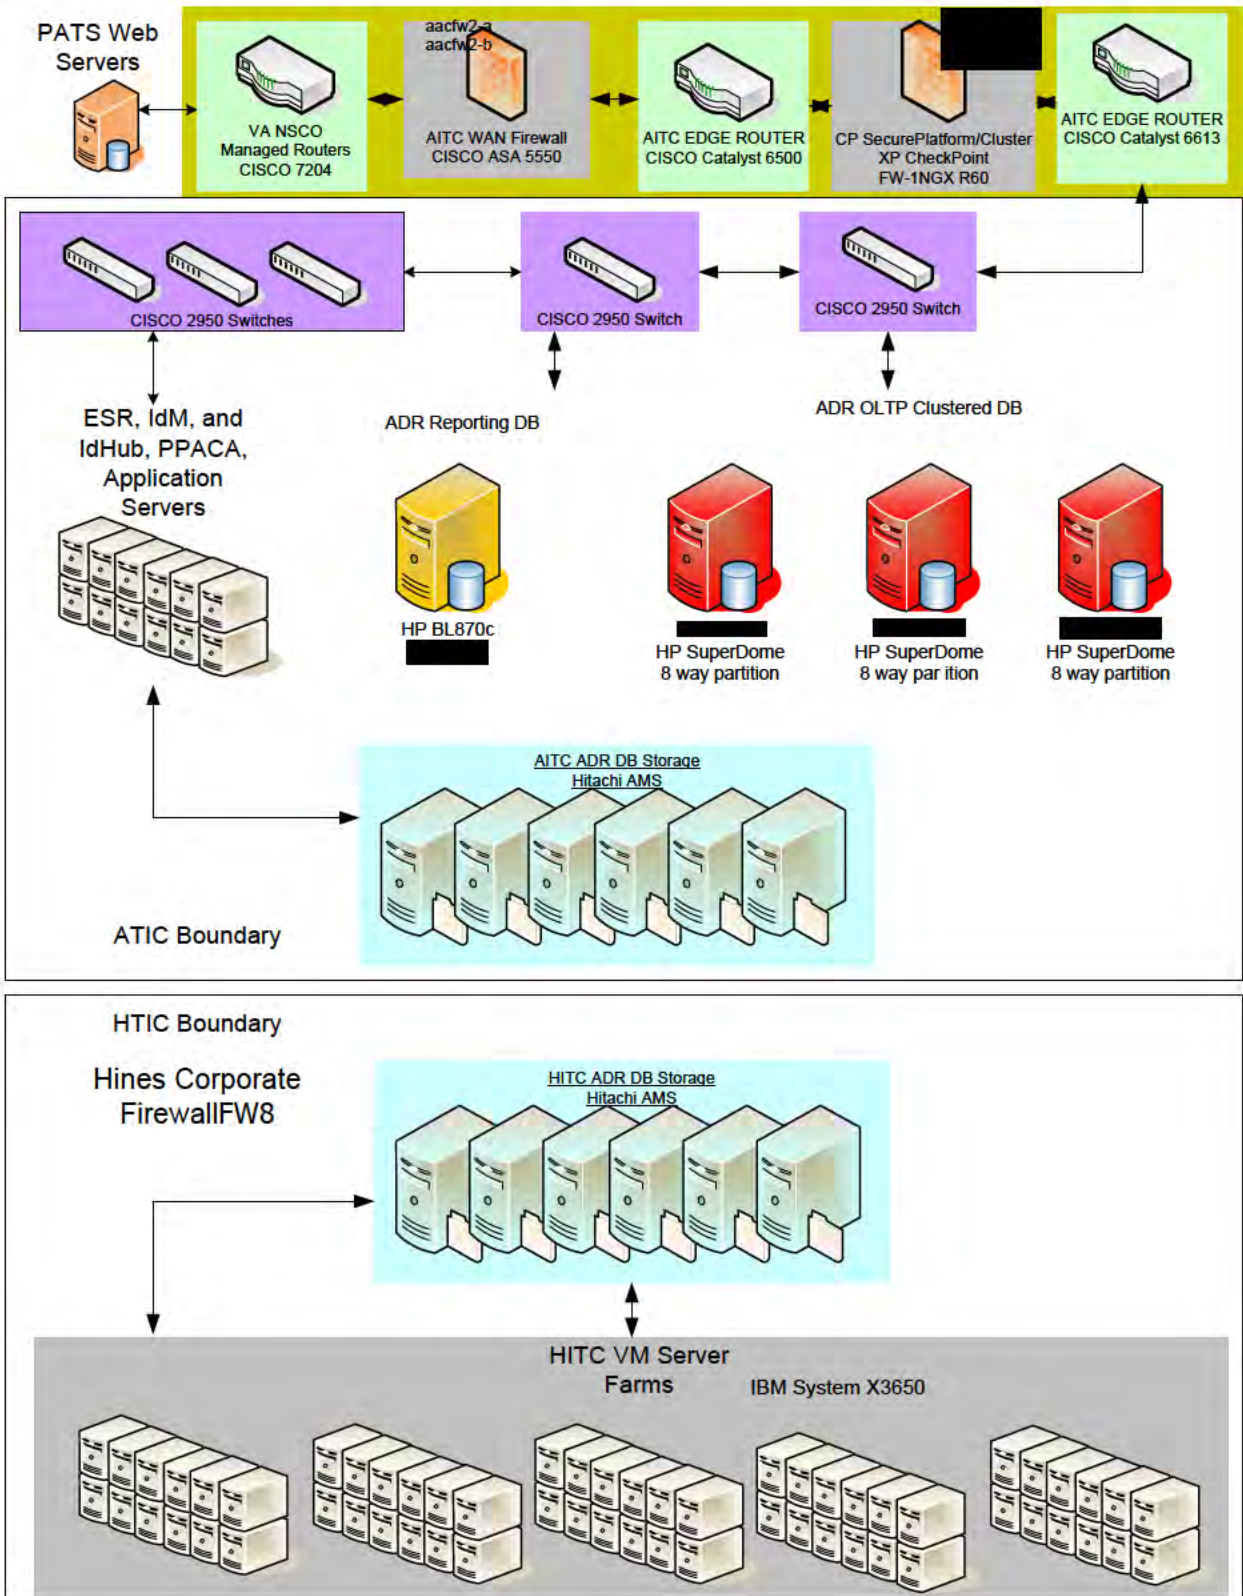 PATS Web
Servers
VA NSCO
Managed Routers
CISCO 7204
aacfw2-a
aacfw2-b
AITC WAN Firewall
CISCO ASA 5550
AITC EDGE ROUTER
CISCO Catalyst 6500
CP SecurePlatform/Cluster
XP CheckPoint
FW-1NGX R60
AITC EDGE ROUTER
CISCO Catalyst 6613
CISCO 2950 Switches
CISCO 2950 Switch
CISCO 2950 Switch
ESR, IdM, and
IdHub, PPACA,
Application
Servers
ADR Reporting DB
ADR OLTP Clustered DB
HP BL870c
HP SuperDome
8 way partition
HP SuperDome
8 way par ition
HP SuperDome
8 way partition
AITC ADR DB Storage
Hitachi AMS
ATIC Boundary
HTIC Boundary
Hines Corporate
FirewallFW8
HITC ADR DB Storage
Hitachi AMS
HITC VM Server
Farms
IBM System X3650